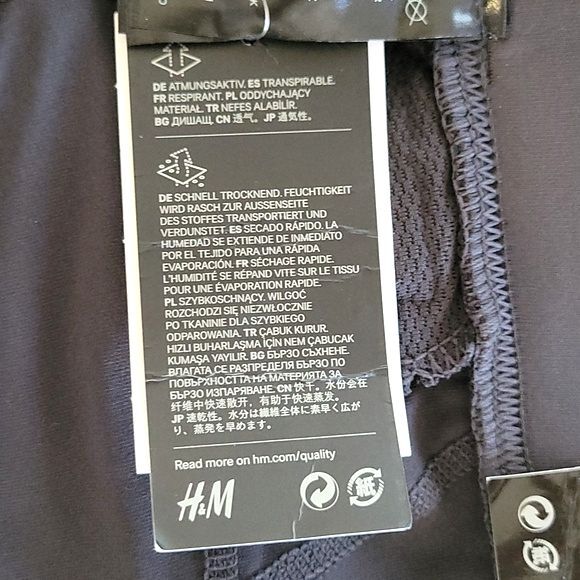 DE ATMUNGSAKTIV. ES TRANSPIRABLE.
FR RESPIRANT. PL ODDYCHAJĄCY
MATERIAŁ. TR NEFES ALABİLİR.
BG ДИШАЩ. CN 透气。JP 通気性。
DE SCHNELL TROCKNEND. FEUCHTIGKEIT
WIRD RASCH ZUR AUSSENSEITE
DES STOFFES TRANSPORTIERT UND
VERDUNSTET. ES SECADO RÁPIDO. LA
HUMEDAD SE EXTIENDE DE INMEDIATO
POR EL TEJIDO PARA UNA RÁPIDA
EVAPORACIÓN. FR SÉCHAGE RAPIDE.
L'HUMIDITÉ SE RÉPAND VITE SUR LE TISSU
POUR UNE ÉVAPORATION RAPIDE.
PL SZYBKOSCHNĄCY. WILGOĆ
ROZCHODZI SIĘ NIEZWŁOCZNIE
PO TKANINIE DLA SZYBKIEGO
ODPAROWANIA. TR ÇABUK KURUR.
HIZLI BUHARLAŞMA İÇİN NEM ÇABUCAK
KUMAŞA YAYILIR. BG БЪРЗО СЪХНЕНЕ.
ВЛАГАТА СЕ РАЗПРЕДЕЛЯ БЪРЗО ПО
ПОВЪРХНОСТТА НА МАТЕРИЯТА ЗА
БЪРЗО ИЗПАРЯВАНЕ. CN 快干。水份会在
纤维中快速散开，有助于快速蒸发。
JP 速乾性。水分は繊維全体に素早く広が
り、蒸発を早めます。
Read more on hm.com/quality
H&M
紙